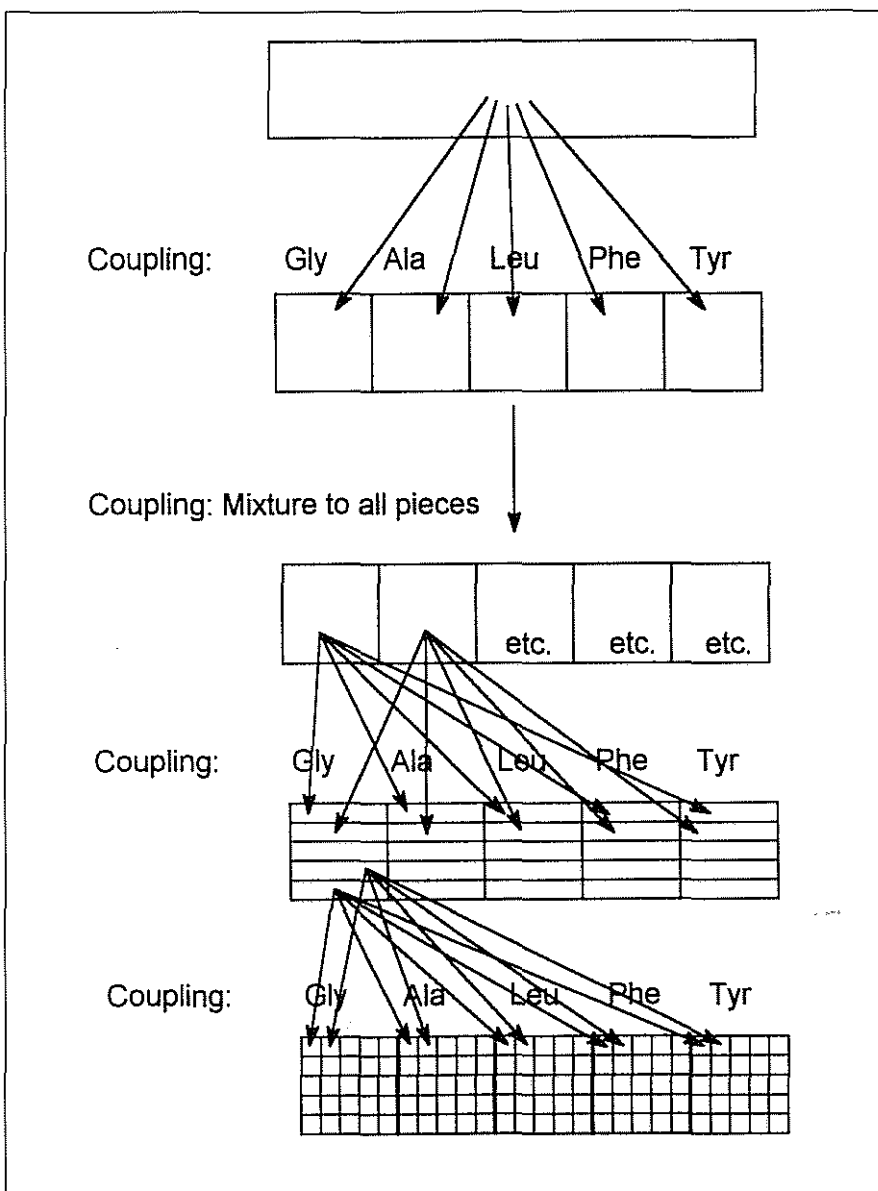 Coupling: Gly Ala Leu Phe Tyr
Coupling: Mixture to all pieces
etc. etc. etc.
Coupling: Gly Ala Leu Phe Tyr
Coupling: Gly Ala Leu Phe Tyr